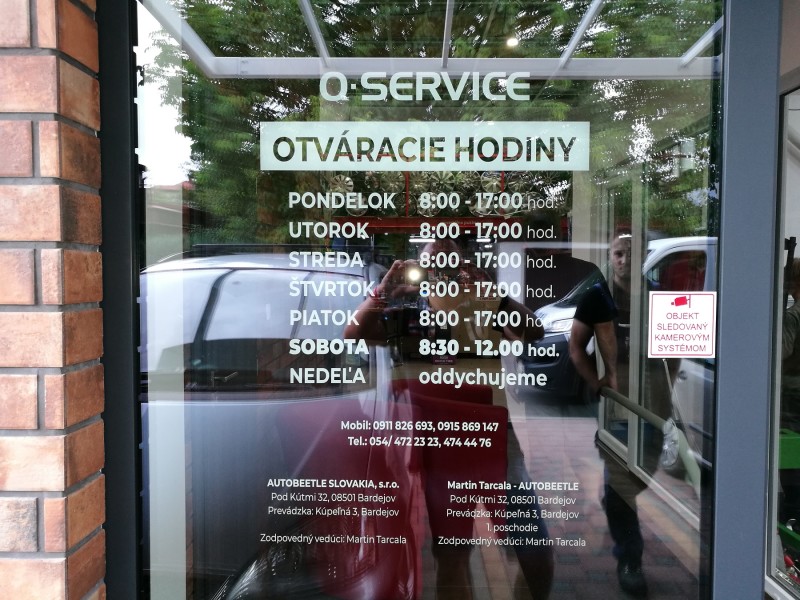 Q·SERVICE
OTVÁRACIE HODINY
PONDELOK 8:00 - 17:00 hod.
UTOROK 8:00 - 17:00 hod.
STREDA 8:00 - 17:00 hod.
ŠTVRTOK 8:00 - 17:00 hod.
PIATOK 8:00 - 17:00 hod.
SOBOTA 8:30 - 12.00 hod.
NEDEĽA oddychujeme
OBJEKT
SLEDOVANÝ
KAMEROVÝM
SYSTÉMOM
Mobil: 0911 826 693, 0915 869 147
Tel.: 054/ 472 23 23, 474 44 76
AUTOBEETLE SLOVAKIA, s.r.o.
Pod Kútmi 32, 08501 Bardejov
Prevádzka: Kúpeľná 3, Bardejov
Zodpovedný vedúci: Martin Tarcala
Martin Tarcala - AUTOBEETLE
Pod Kútmi 32, 08501 Bardejov
Prevádzka: Kúpeľná 3, Bardejov
1. poschodie
Zodpovedný vedúci: Martin Tarcala